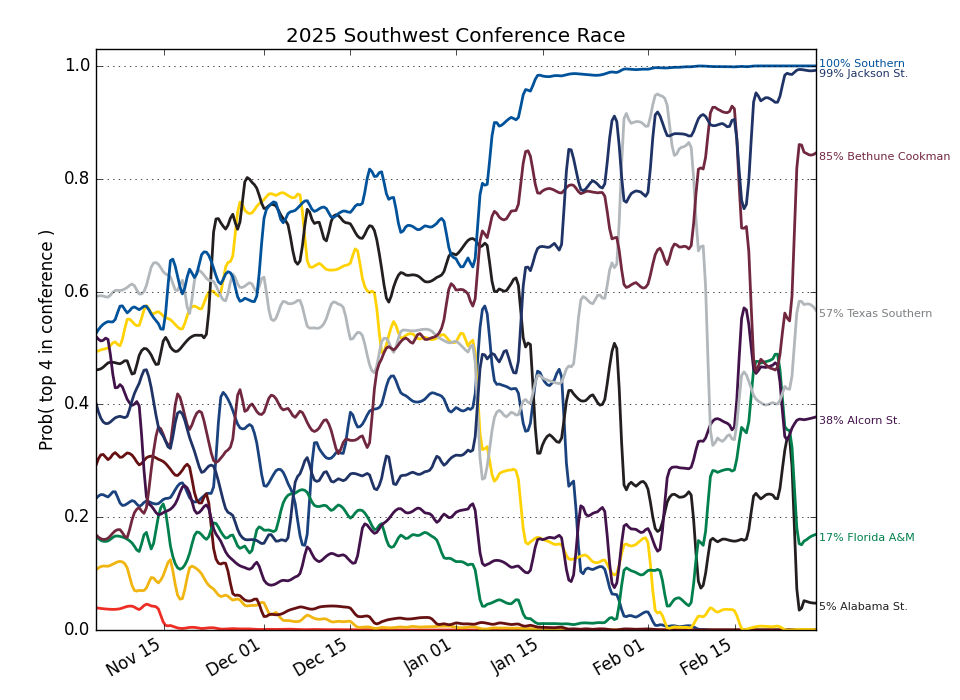 2025 Southwest Conference Race
Prob( top 4 in conference )
1.0
0.8
0.6
0.4
0.2
0.0
Nov 15
Dec 01
Dec 15
Jan 01
Jan 15
Feb 01
Feb 15
100% Southern
99% Jackson St.
85% Bethune Cookman
57% Texas Southern
38% Alcorn St.
17% Florida A&M
5% Alabama St.